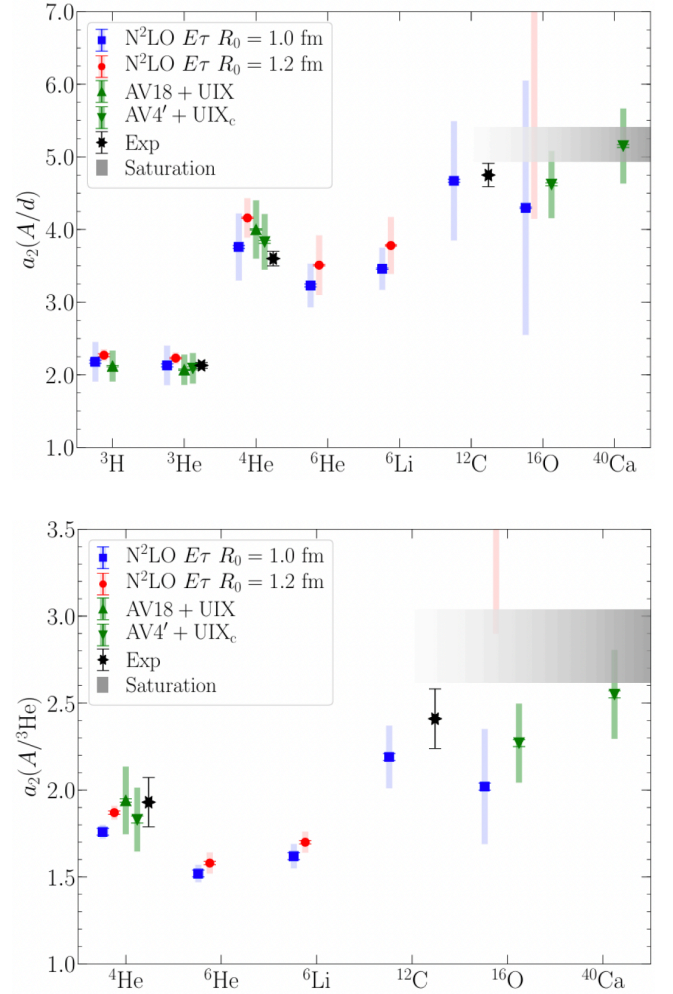 7.0
6.0
5.0
4.0
3.0
2.0
1.0
a₂(A/d)
N²LO Eτ R₀ = 1.0 fm
N²LO Eτ R₀ = 1.2 fm
AV18 + UIX
AV4′ + UIX_c
Exp
Saturation
³H ³He ⁴He ⁶He ⁶Li ¹²C ¹⁶O ⁴⁰Ca
3.5
3.0
2.5
2.0
1.5
1.0
a₂(A/³He)
N²LO Eτ R₀ = 1.0 fm
N²LO Eτ R₀ = 1.2 fm
AV18 + UIX
AV4′ + UIX_c
Exp
Saturation
⁴He ⁶He ⁶Li ¹²C ¹⁶O ⁴⁰Ca